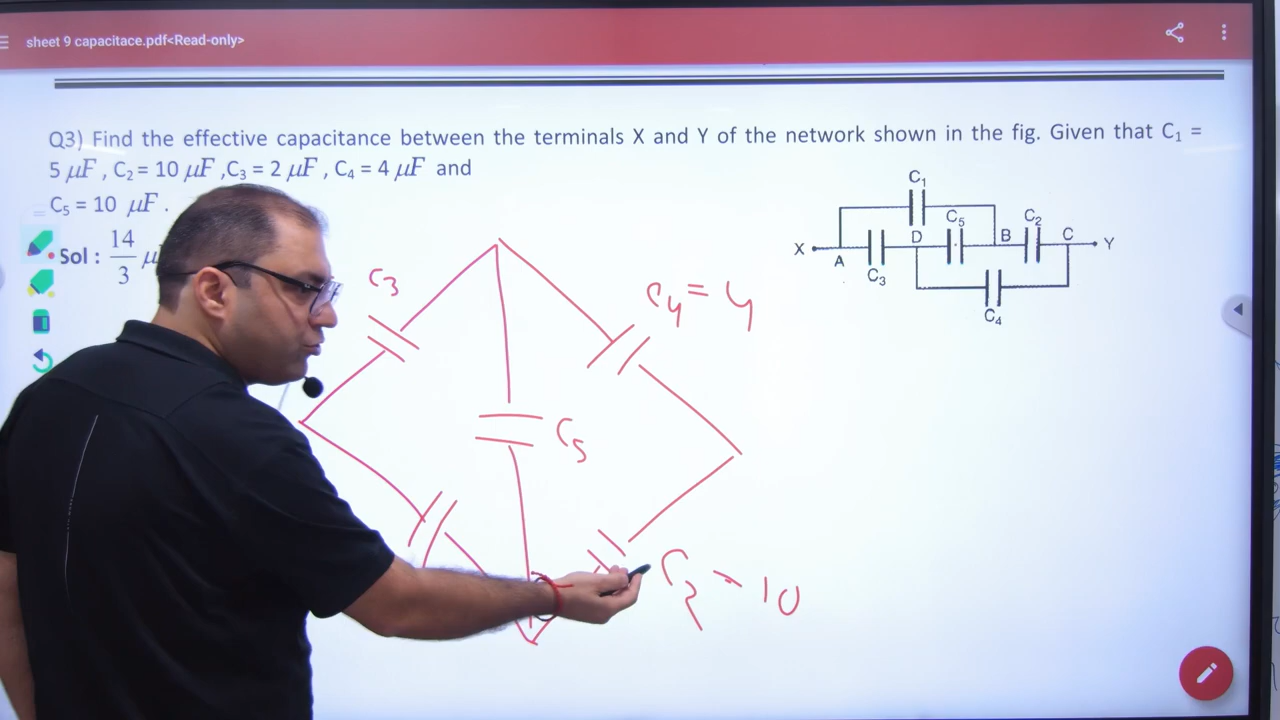 sheet 9 capacitace.pdf<Read-only>
Q3) Find the effective capacitance between the terminals X and Y of the network shown in the fig. Given that C₁ =
5 μF , C₂ = 10 μF ,C₃ = 2 μF , C₄ = 4 μF and
C₅ = 10 μF .
Sol : 14/3 μ
C₁
C₅
C₂
X
A
D
B
C
Y
C₃
C₄
C₃
C₄ = 4
C₅
C₂ = 10